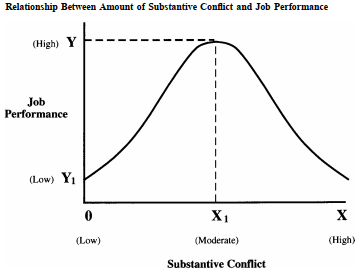 Relationship Between Amount of Substantive Conflict and Job Performance
(High) Y
Job
Performance
(Low) Y1
0 X1 X
(Low) (Moderate) (High)
Substantive Conflict